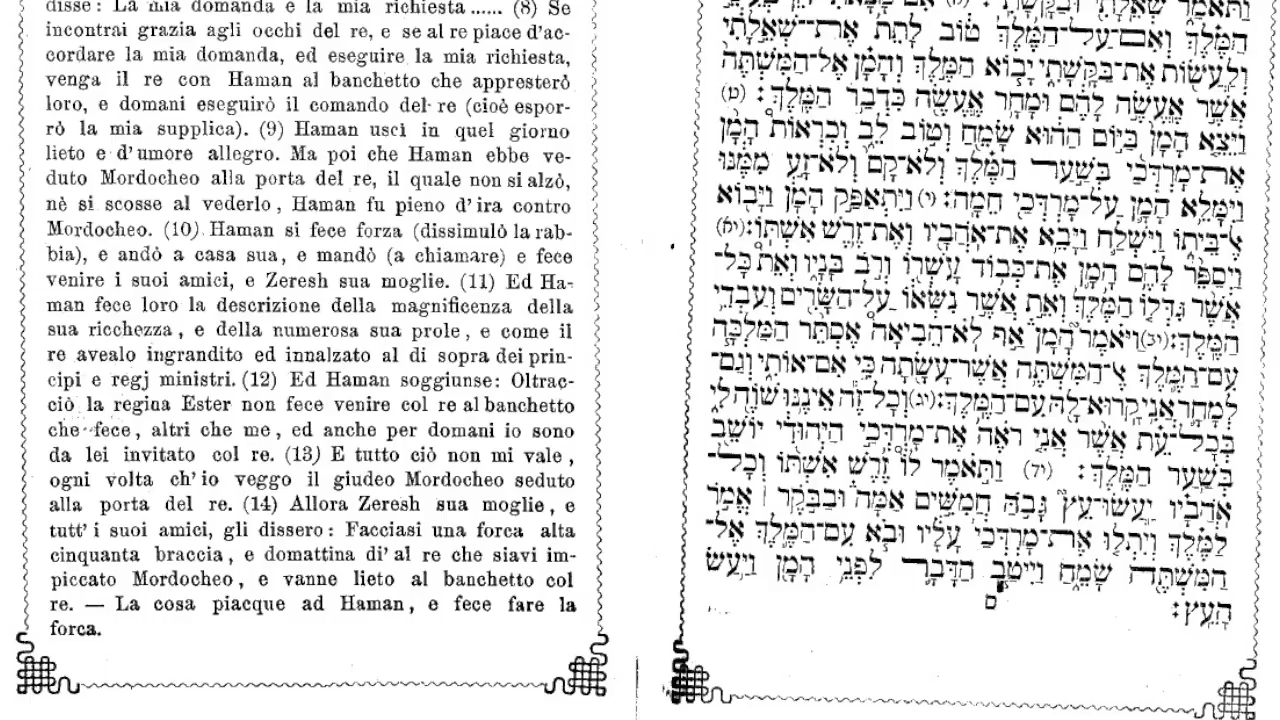 disse: La mia domanda e la mia richiesta...... (8) Se
incontrai grazia agli occhi del re, e se al re piace d'ac-
cordare la mia domanda, ed eseguire la mia richiesta,
venga il re con Haman al banchetto che appresterò
loro, e domani eseguirò il comando del re (cioè espor-
rò la mia supplica). (9) Haman uscì in quel giorno
lieto e d'umore allegro. Ma poi che Haman ebbe ve-
duto Mordocheo alla porta del re, il quale non si alzò,
nè si scosse al vederlo, Haman fu pieno d'ira contro
Mordocheo. (10) Haman si fece forza (dissimulò la rab-
bia), e andò a casa sua, e mandò (a chiamare) e fece
venire i suoi amici, e Zeresh sua moglie. (11) Ed Ha-
man fece loro la descrizione della magnificenza della
sua ricchezza, e della numerosa sua prole, e come il
re avealo ingrandito ed innalzato al di sopra dei prin-
cipi e regj ministri. (12) Ed Haman soggiunse: Oltrac-
ciò la regina Ester non fece venire col re al banchetto
che fece, altri che me, ed anche per domani io sono
da lei invitato col re. (13) E tutto ciò non mi vale,
ogni volta ch'io veggo il giudeo Mordocheo seduto
alla porta del re. (14) Allora Zeresh sua moglie, e
tutt'i suoi amici, gli dissero: Facciasi una forca alta
cinquanta braccia, e domattina di' al re che siavi im-
piccato Mordocheo, e vanne lieto al banchetto col
re. — La cosa piacque ad Haman, e fece fare la
forca.
וַתֹּאמַר שְׁאֵלָתִי וּבַקָּשָׁתִי:
הַמֶּלֶךְ וְאִם־עַל־הַמֶּלֶךְ טוֹב לָתֵת אֶת־שְׁאֵלָתִי
וְלַעֲשׂוֹת אֶת־בַּקָּשָׁתִי יָבוֹא הַמֶּלֶךְ וְהָמָן אֶל־הַמִּשְׁתֶּה
אֲשֶׁר אֶעֱשֶׂה לָהֶם וּמָחָר אֶעֱשֶׂה כִּדְבַר הַמֶּלֶךְ: (ט)
וַיֵּצֵא הָמָן בַּיּוֹם הַהוּא שָׂמֵחַ וְטוֹב לֵב וְכִרְאוֹת הָמָן
אֶת־מָרְדֳּכַי בְּשַׁעַר הַמֶּלֶךְ וְלֹא־קָם וְלֹא־זָע מִמֶּנּוּ
וַיִּמָּלֵא הָמָן עַל־מָרְדֳּכַי חֵמָה: (י) וַיִּתְאַפַּק הָמָן וַיָּבוֹא
אֶל־בֵּיתוֹ וַיִּשְׁלַח וַיָּבֵא אֶת־אֹהֲבָיו וְאֶת־זֶרֶשׁ אִשְׁתּוֹ: (יא)
וַיְסַפֵּר לָהֶם הָמָן אֶת־כְּבוֹד עָשְׁרוֹ וְרֹב בָּנָיו וְאֵת כָּל־
אֲשֶׁר גִּדְּלוֹ הַמֶּלֶךְ וְאֵת אֲשֶׁר נִשְּׂאוֹ עַל־הַשָּׂרִים וְעַבְדֵי
הַמֶּלֶךְ: (יב) וַיֹּאמֶר הָמָן אַף לֹא־הֵבִיאָה אֶסְתֵּר הַמַּלְכָּה
עִם־הַמֶּלֶךְ אֶל־הַמִּשְׁתֶּה אֲשֶׁר־עָשָׂתָה כִּי אִם־אוֹתִי וְגַם־
לְמָחָר אֲנִי קָרוּא־לָהּ עִם־הַמֶּלֶךְ: (יג) וְכָל־זֶה אֵינֶנּוּ שׁוֶֹה לִי
בְּכָל־עֵת אֲשֶׁר אֲנִי רֹאֶה אֶת־מָרְדֳּכַי הַיְּהוּדִי יוֹשֵׁב
בְּשַׁעַר הַמֶּלֶךְ: (יד) וַתֹּאמֶר לוֹ זֶרֶשׁ אִשְׁתּוֹ וְכָל־
אֹהֲבָיו יַעֲשׂוּ־עֵץ גָּבֹהַּ חֲמִשִּׁים אַמָּה וּבַבֹּקֶר | אֱמֹר
לַמֶּלֶךְ וְיִתְלוּ אֶת־מָרְדֳּכַי עָלָיו וּבֹא עִם־הַמֶּלֶךְ אֶל־
הַמִּשְׁתֶּה שָׂמֵחַ וַיִּיטַב הַדָּבָר לִפְנֵי הָמָן וַיַּעַשׂ
הָעֵץ:
ס